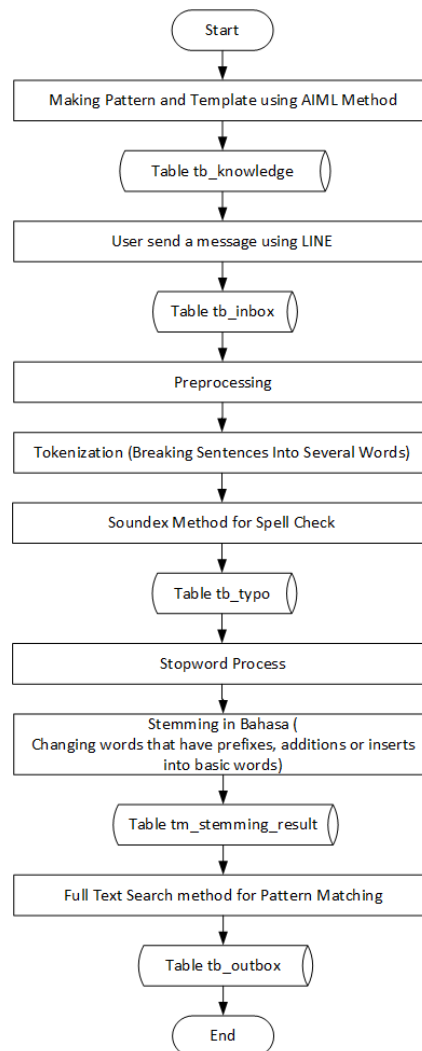 Start
Making Pattern and Template using AIML Method
Table tb_knowledge
User send a message using LINE
Table tb_inbox
Preprocessing
Tokenization (Breaking Sentences Into Several Words)
Soundex Method for Spell Check
Table tb_typo
Stopword Process
Stemming in Bahasa (
Changing words that have prefixes, additions or inserts
into basic words)
Table tm_stemming_result
Full Text Search method for Pattern Matching
Table tb_outbox
End